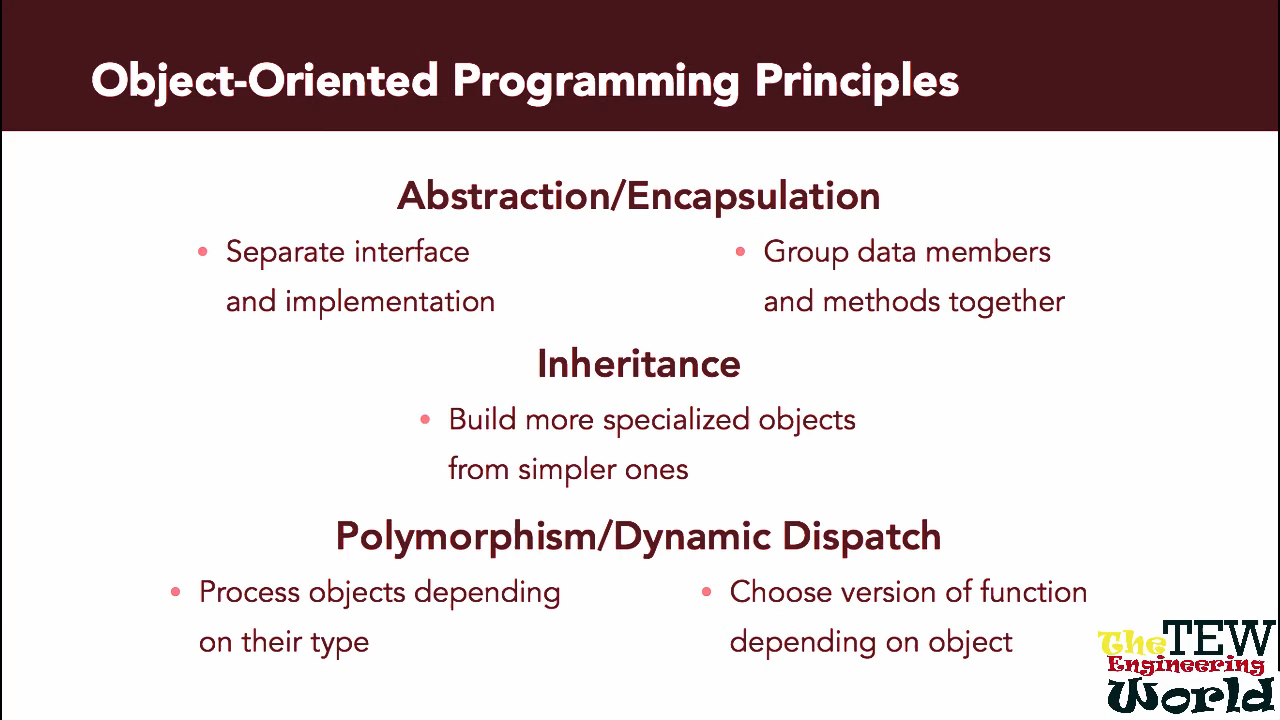 Object-Oriented Programming Principles
Abstraction/Encapsulation
• Separate interface
and implementation
• Group data members
and methods together
Inheritance
• Build more specialized objects
from simpler ones
Polymorphism/Dynamic Dispatch
• Process objects depending
on their type
• Choose version of function
depending on object
The TEW
Engineering
World